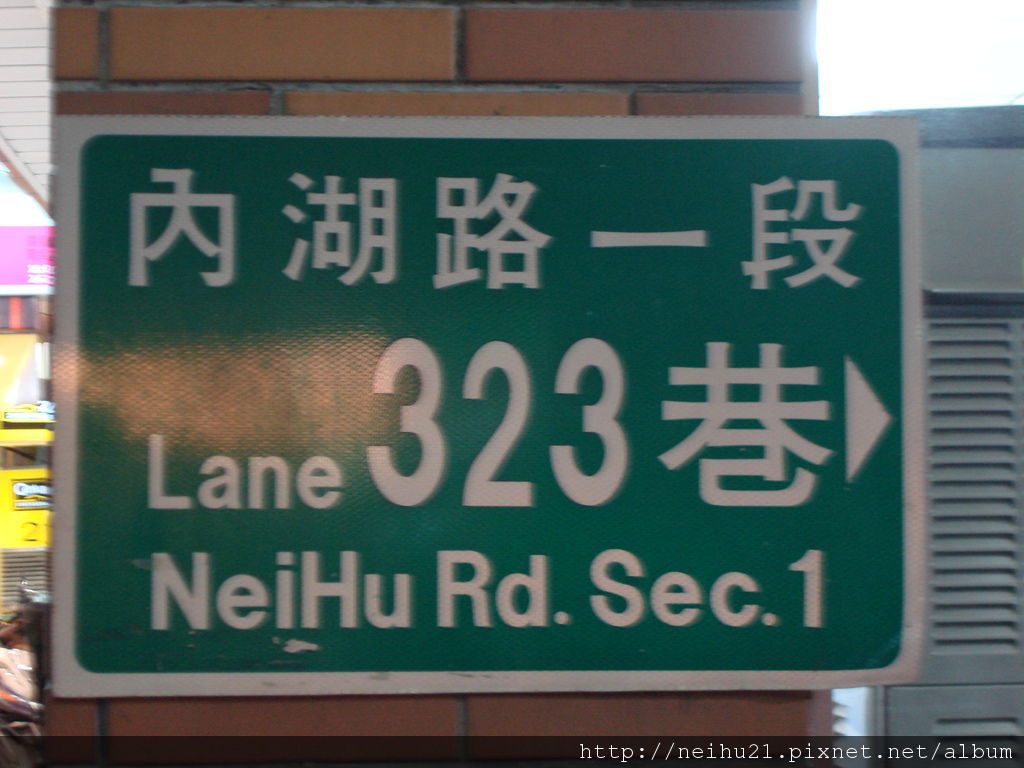 內湖路一段
Lane 323巷
NeiHu Rd. Sec.1
http://neihu21.pixnet.net/album